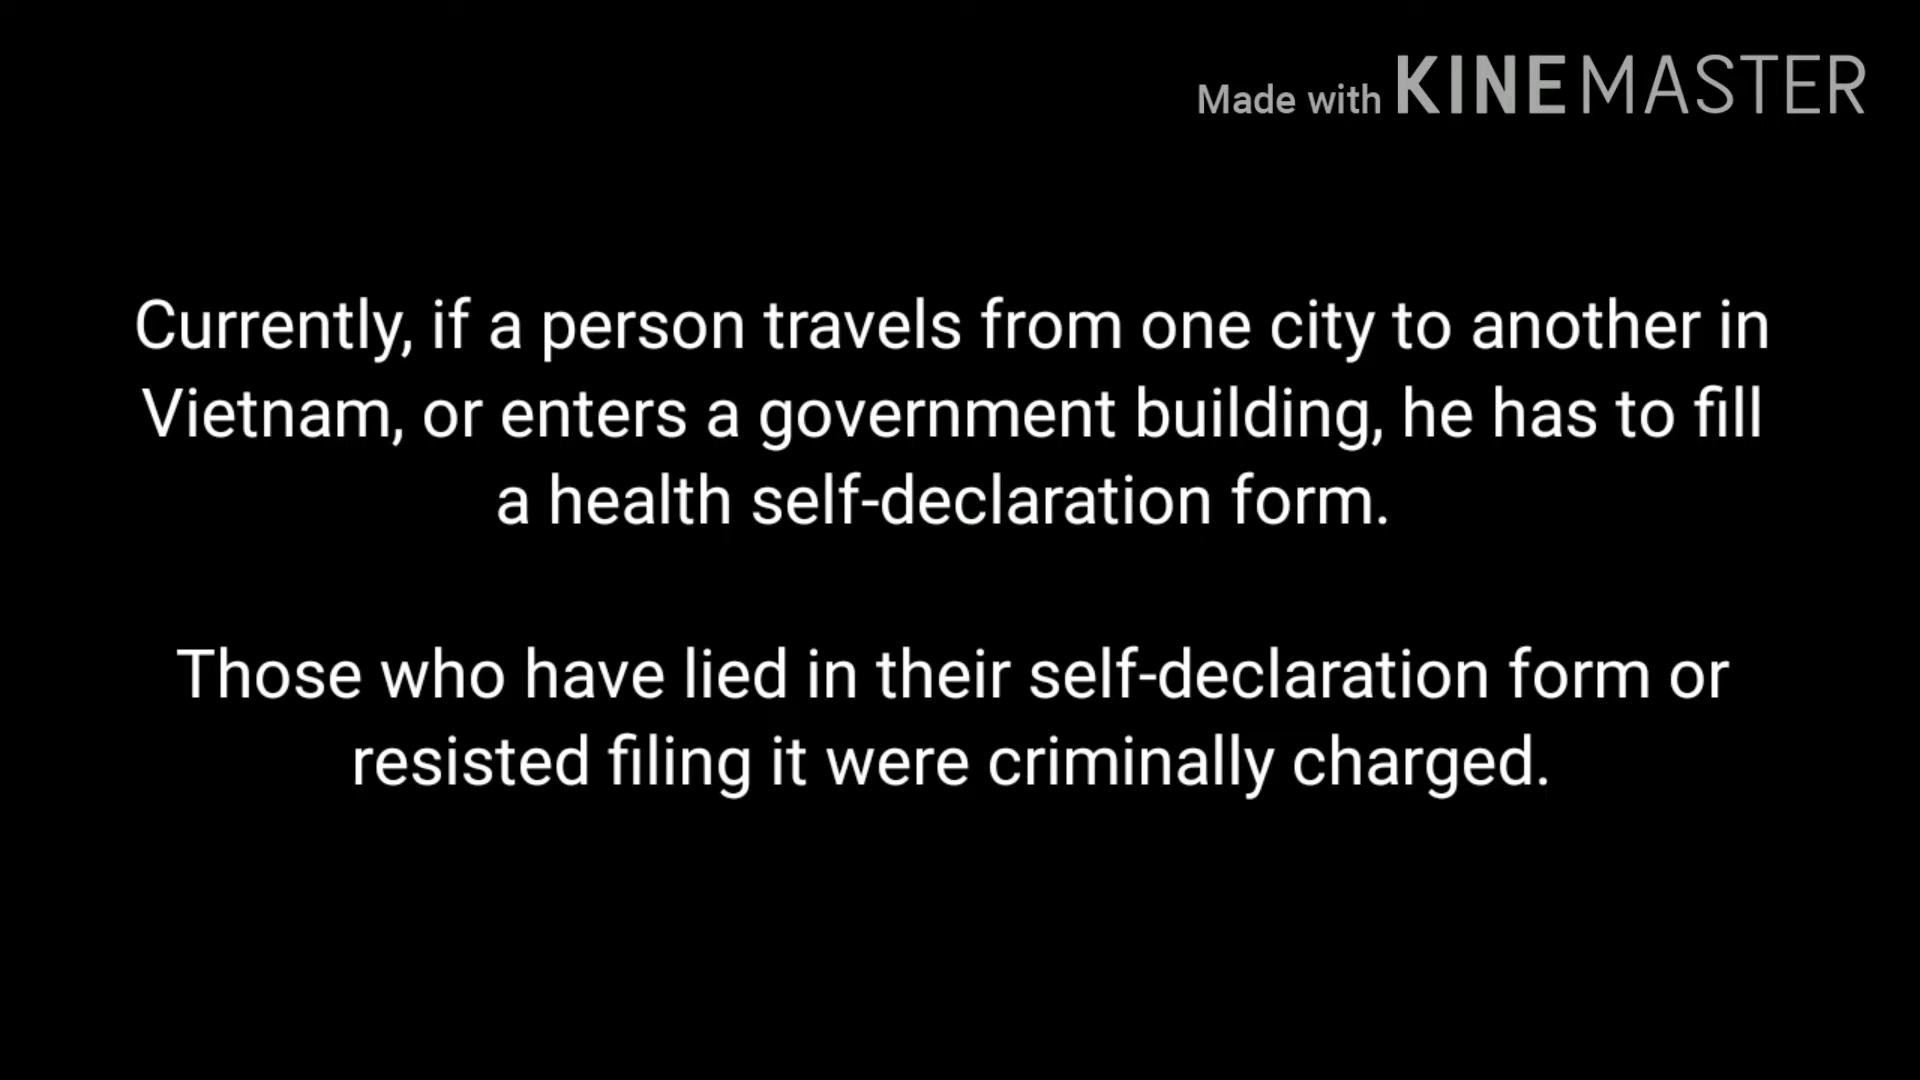 Made with KINEMASTER
Currently, if a person travels from one city to another in
Vietnam, or enters a government building, he has to fill
a health self-declaration form.
Those who have lied in their self-declaration form or
resisted filing it were criminally charged.